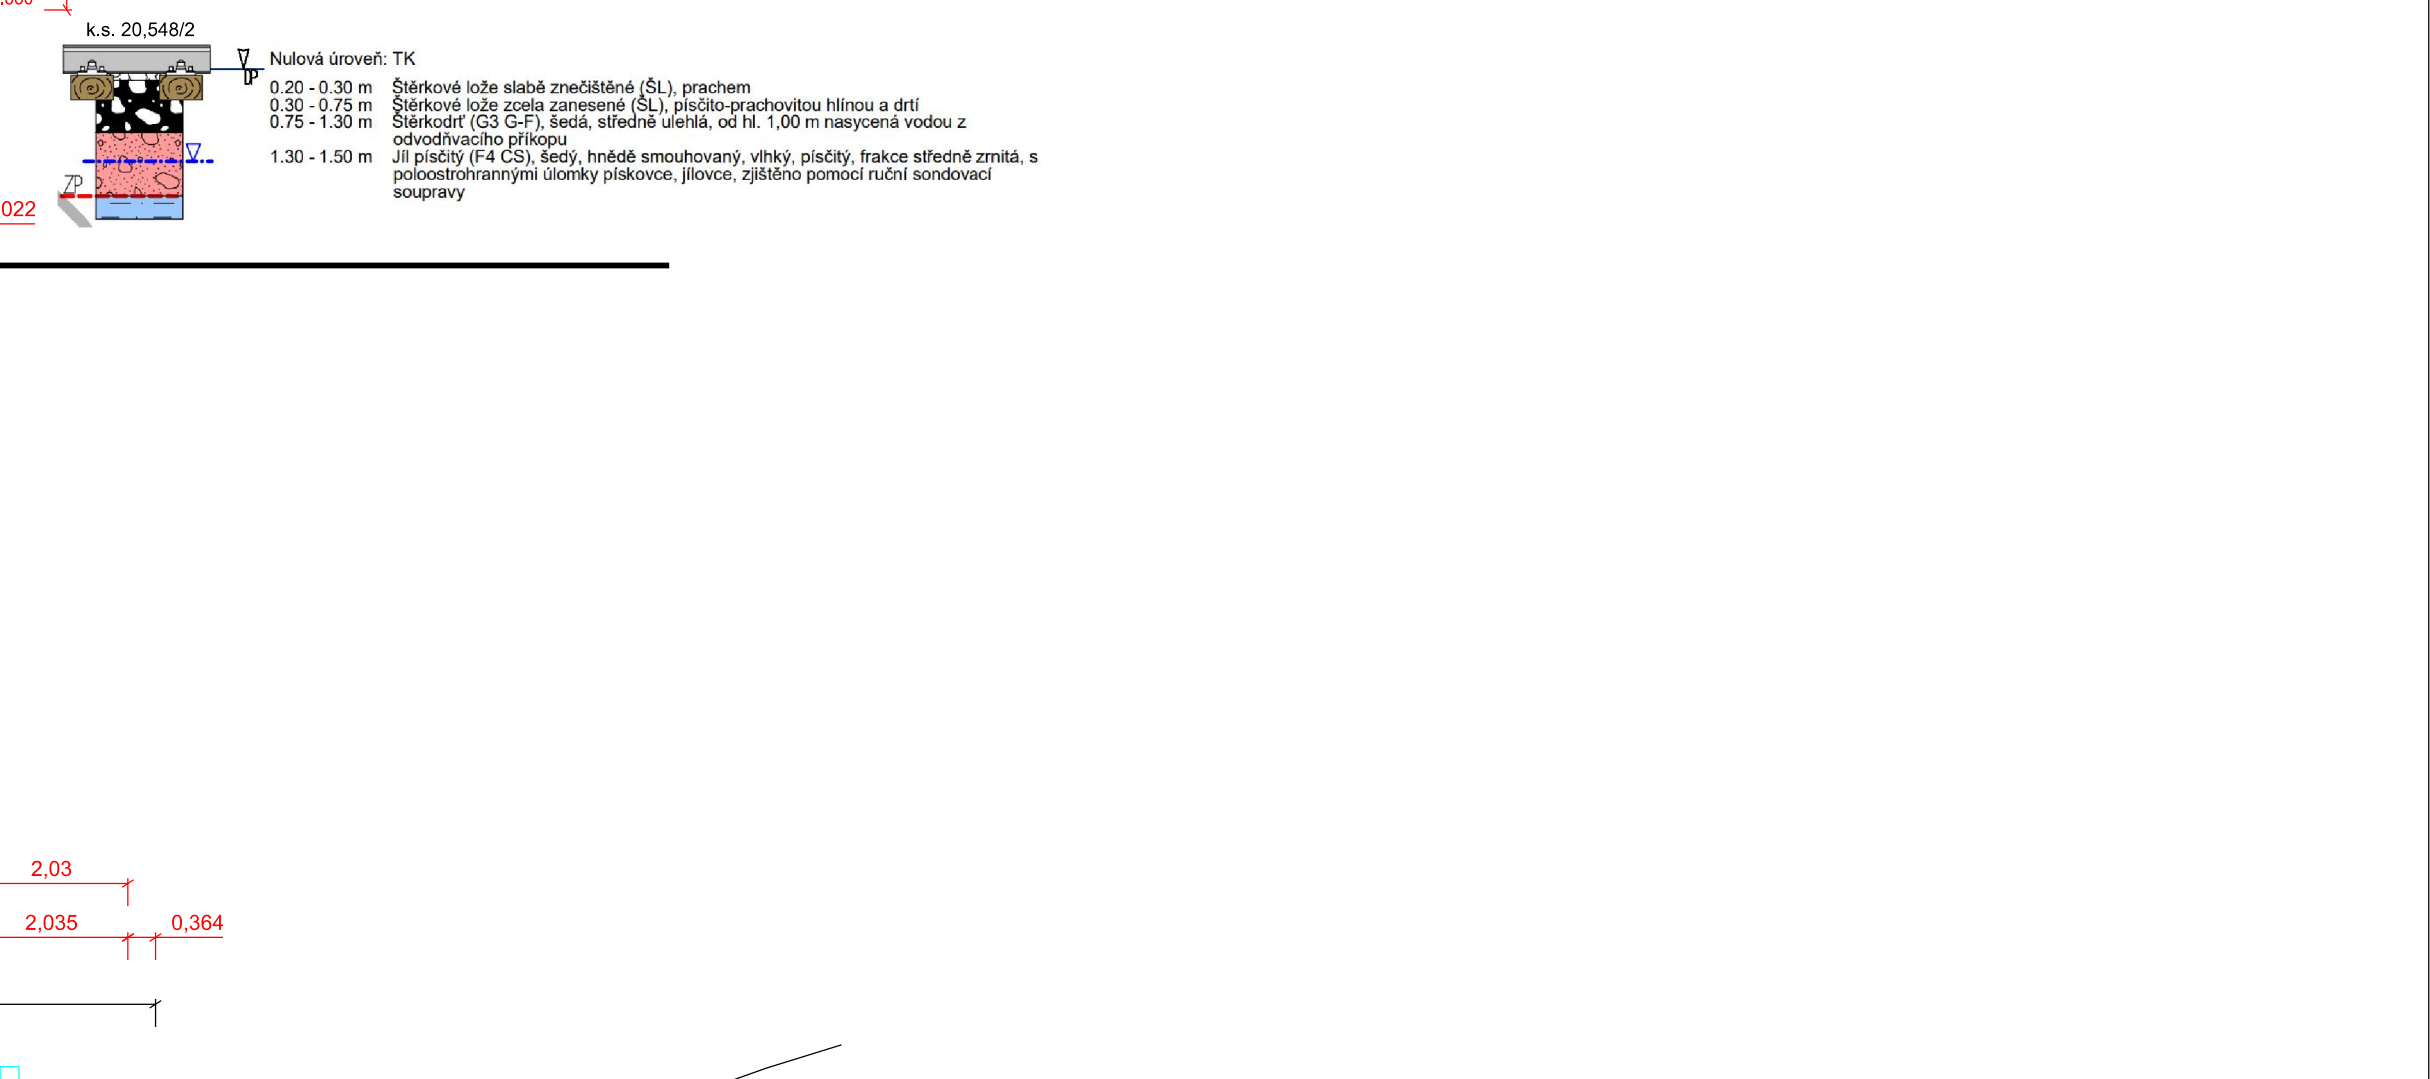 k.s. 20,548/2
Nulová úroveň: TK
0.20 - 0.30 m Štěrkové lože slabě znečištěné (ŠL), prachem
0.30 - 0.75 m Štěrkové lože zcela zanesené (ŠL), písčito-prachovitou hlínou a drtí
0.75 - 1.30 m Štěrkodrť (G3 G-F), šedá, středně ulehlá, od hl. 1,00 m nasycená vodou z
odvodňvacího příkopu
1.30 - 1.50 m Jíl písčitý (F4 CS), šedý, hnědě smouhovaný, vlhký, písčitý, frakce středně zrnitá, s
poloostrohrannými úlomky pískovce, jílovce, zjištěno pomocí ruční sondovací
soupravy
ZP
022
2,03
2,035 0,364